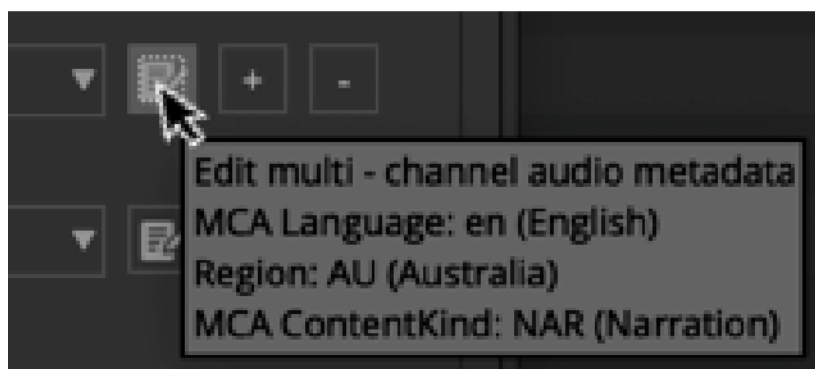 + -
Edit multi - channel audio metadata
MCA Language: en (English)
Region: AU (Australia)
MCA ContentKind: NAR (Narration)